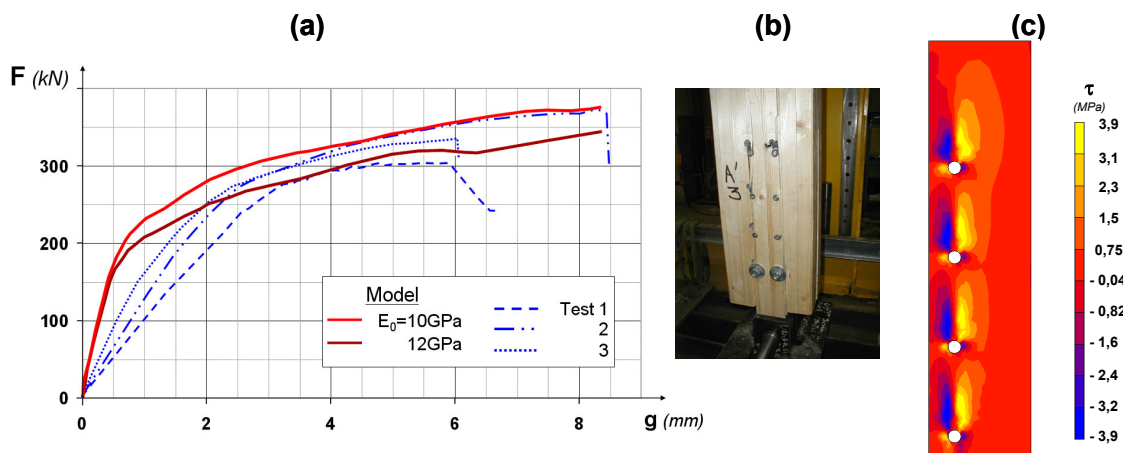 (a)
(b)
(c)
F (kN)
300
200
100
0
0 2 4 6 8
g (mm)
Model
E₀=10GPa
12GPa
Test 1
2
3
A'
3
τ
(MPa)
3,9
3,1
2,3
1,5
0,75
-0,04
-0,82
-1,6
-2,4
-3,2
-3,9